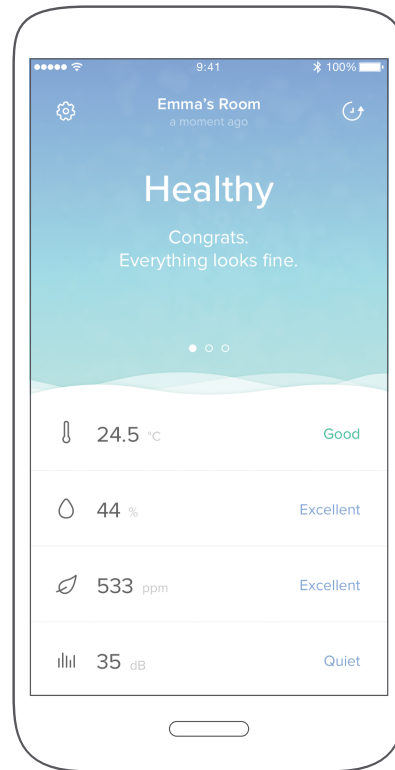 9:41
100%
Emma's Room
a moment ago
Healthy
Congrats.
Everything looks fine.
24.5 °C Good
44 % Excellent
533 ppm Excellent
35 dB Quiet